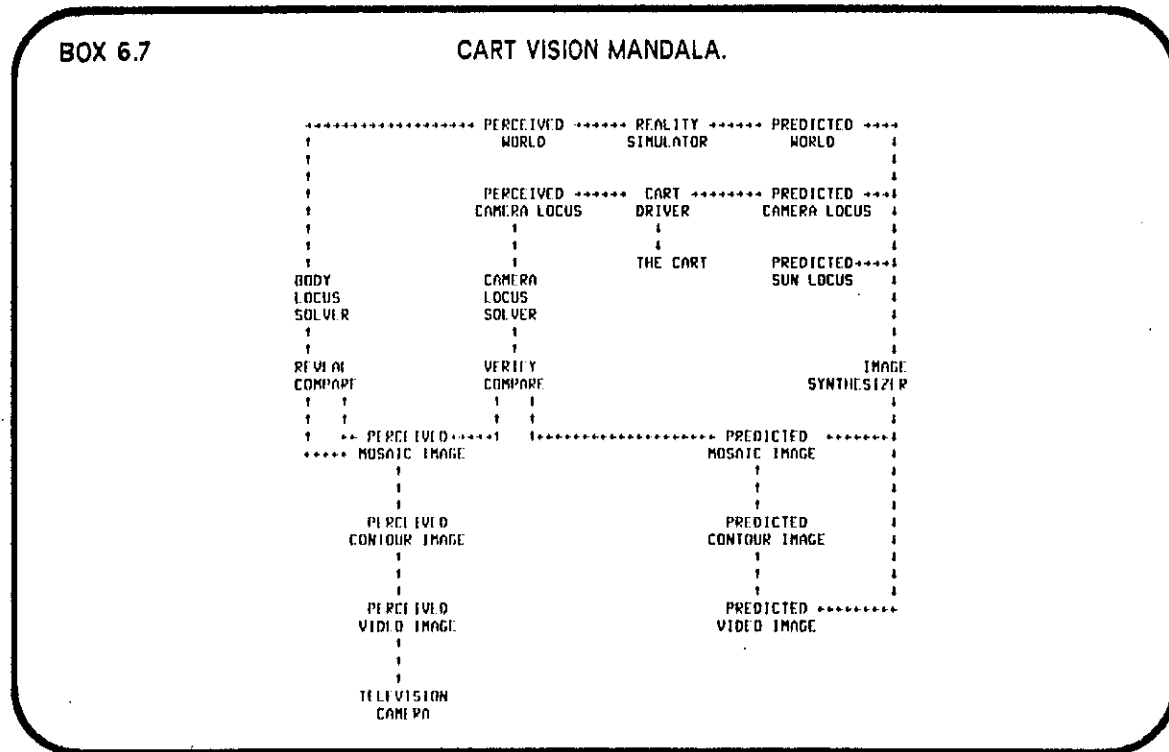 BOX 6.7 CART VISION MANDALA.
PERCEIVED REALITY PREDICTED
WORLD SIMULATOR WORLD
PERCEIVED CART PREDICTED
CAMERA LOCUS DRIVER CAMERA LOCUS
THE CART PREDICTED
SUN LOCUS
BODY CAMERA
LOCUS LOCUS
SOLVER SOLVER
REVEAL VERIFY IMAGE
COMPARE COMPARE SYNTHESIZER
PERCEIVED PREDICTED
MOSAIC IMAGE MOSAIC IMAGE
PERCEIVED PREDICTED
CONTOUR IMAGE CONTOUR IMAGE
PERCEIVED PREDICTED
VIDEO IMAGE VIDEO IMAGE
TELEVISION
CAMERA